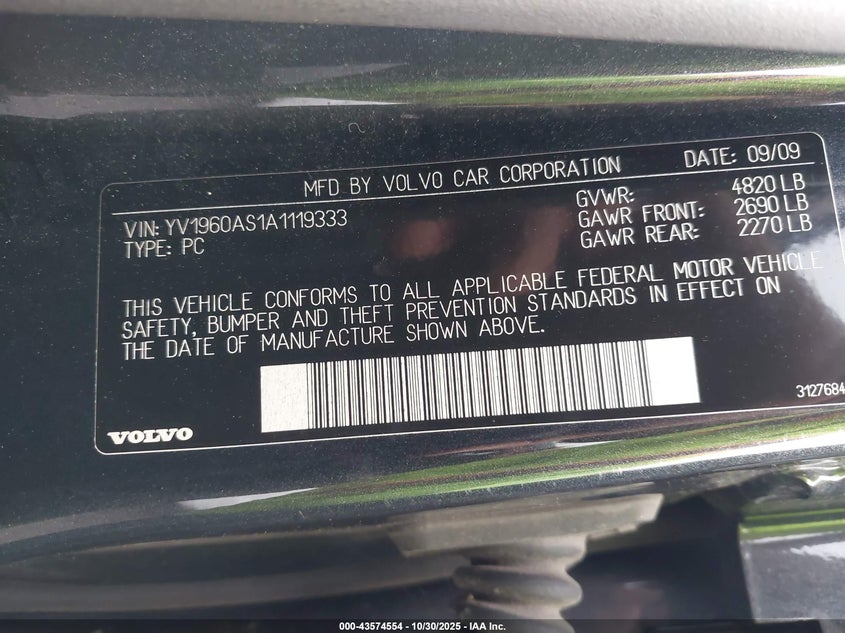 MFD BY VOLVO CAR CORPORATION
DATE: 09/09
VIN: YV1960AS1A1119333
TYPE: PC
GVWR: 4820 LB
GAWR FRONT: 2690 LB
GAWR REAR: 2270 LB
THIS VEHICLE CONFORMS TO ALL APPLICABLE FEDERAL MOTOR VEHICLE
SAFETY, BUMPER AND THEFT PREVENTION STANDARDS IN EFFECT ON
THE DATE OF MANUFACTURE SHOWN ABOVE.
3127684
VOLVO
000-43574554 | 10/30/2025 | IAA Inc.